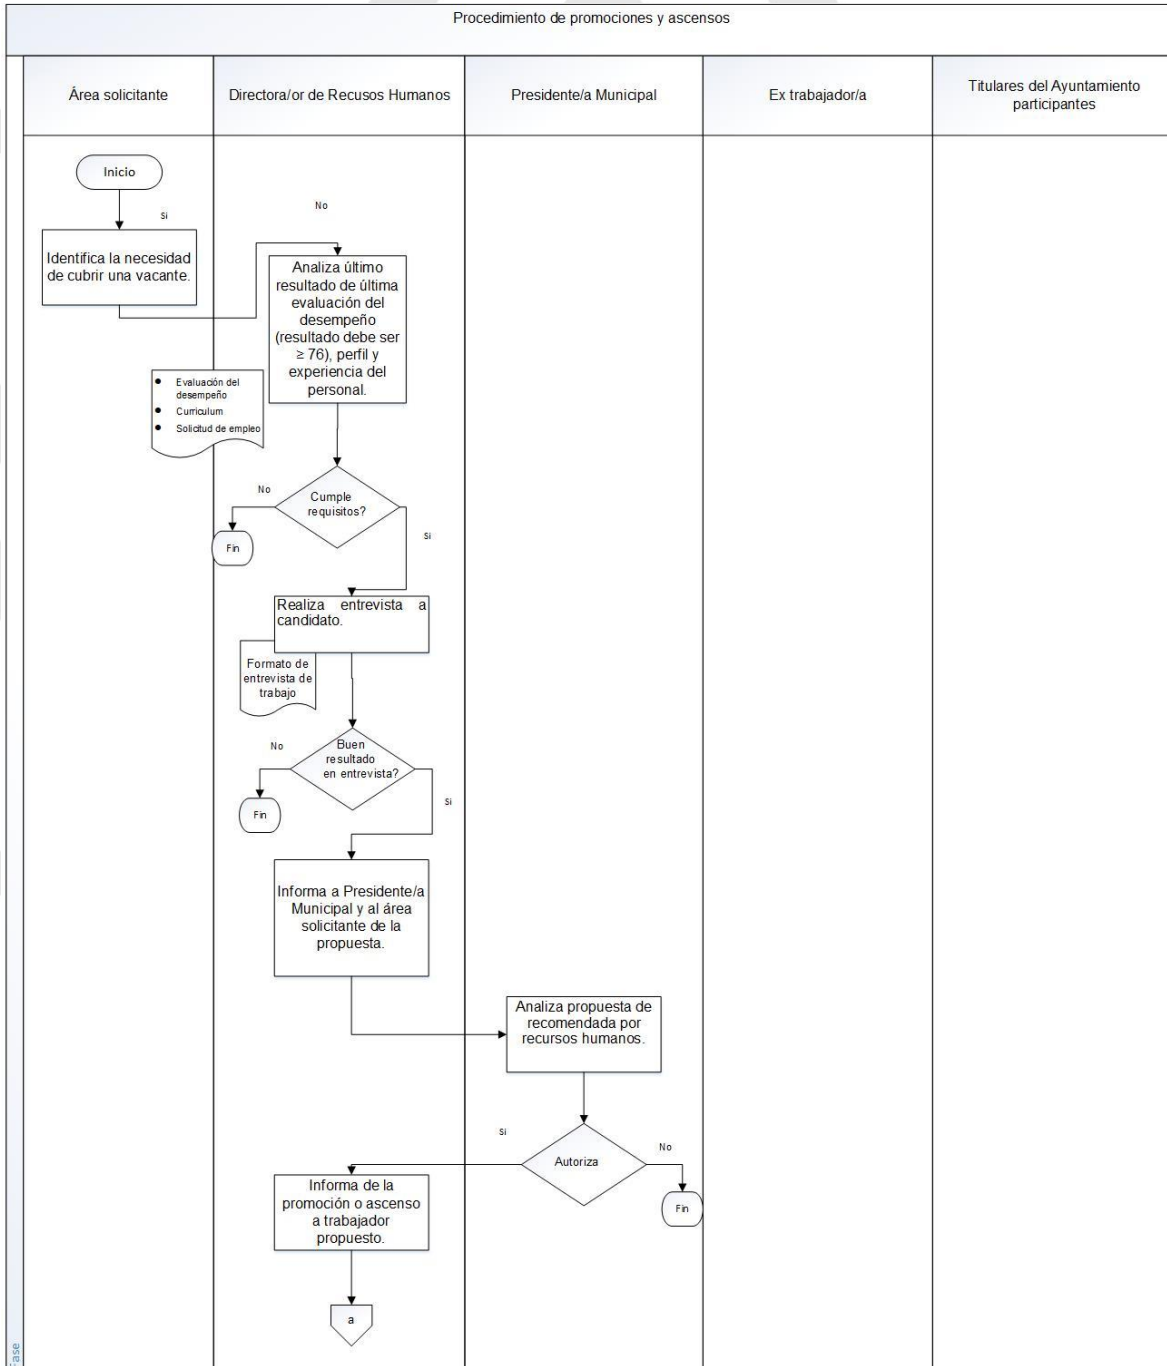 Procedimiento de promociones y ascensos
Área solicitante
Directora/or de Recusos Humanos
Presidente/a Municipal
Ex trabajador/a
Titulares del Ayuntamiento
participantes
Inicio
Si
No
Identifica la necesidad
de cubrir una vacante.
Analiza último
resultado de última
evaluación del
desempeño
(resultado debe ser
≥ 76), perfil y
experiencia del
personal.
• Evaluación del
desempeño
• Curriculum
• Solicitud de empleo
No
Cumple
requisitos?
Si
Fin
Realiza entrevista a
candidato.
Formato de
entrevista de
trabajo
No
Buen
resultado
en entrevista?
Si
Fin
Informa a Presidente/a
Municipal y al área
solicitante de la
propuesta.
Analiza propuesta de
recomendada por
recursos humanos.
Si
Autoriza
No
Fin
Informa de la
promoción o ascenso
a trabajador
propuesto.
a
Fase